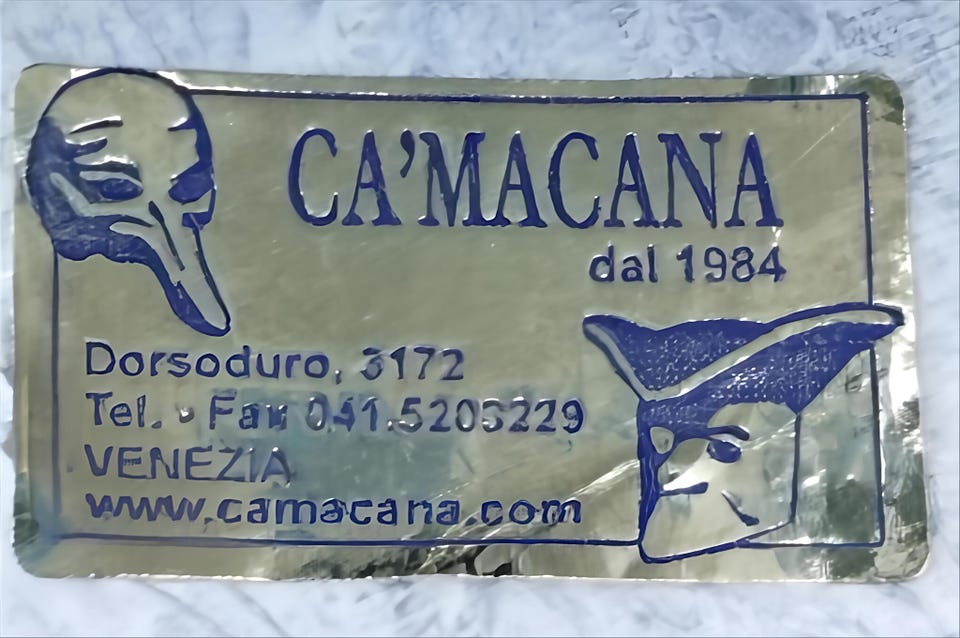 CA'MACANA
dal 1984
Dorsoduro, 3172
Tel. - Fax 041.5203229
VENEZIA
www.camacana.com